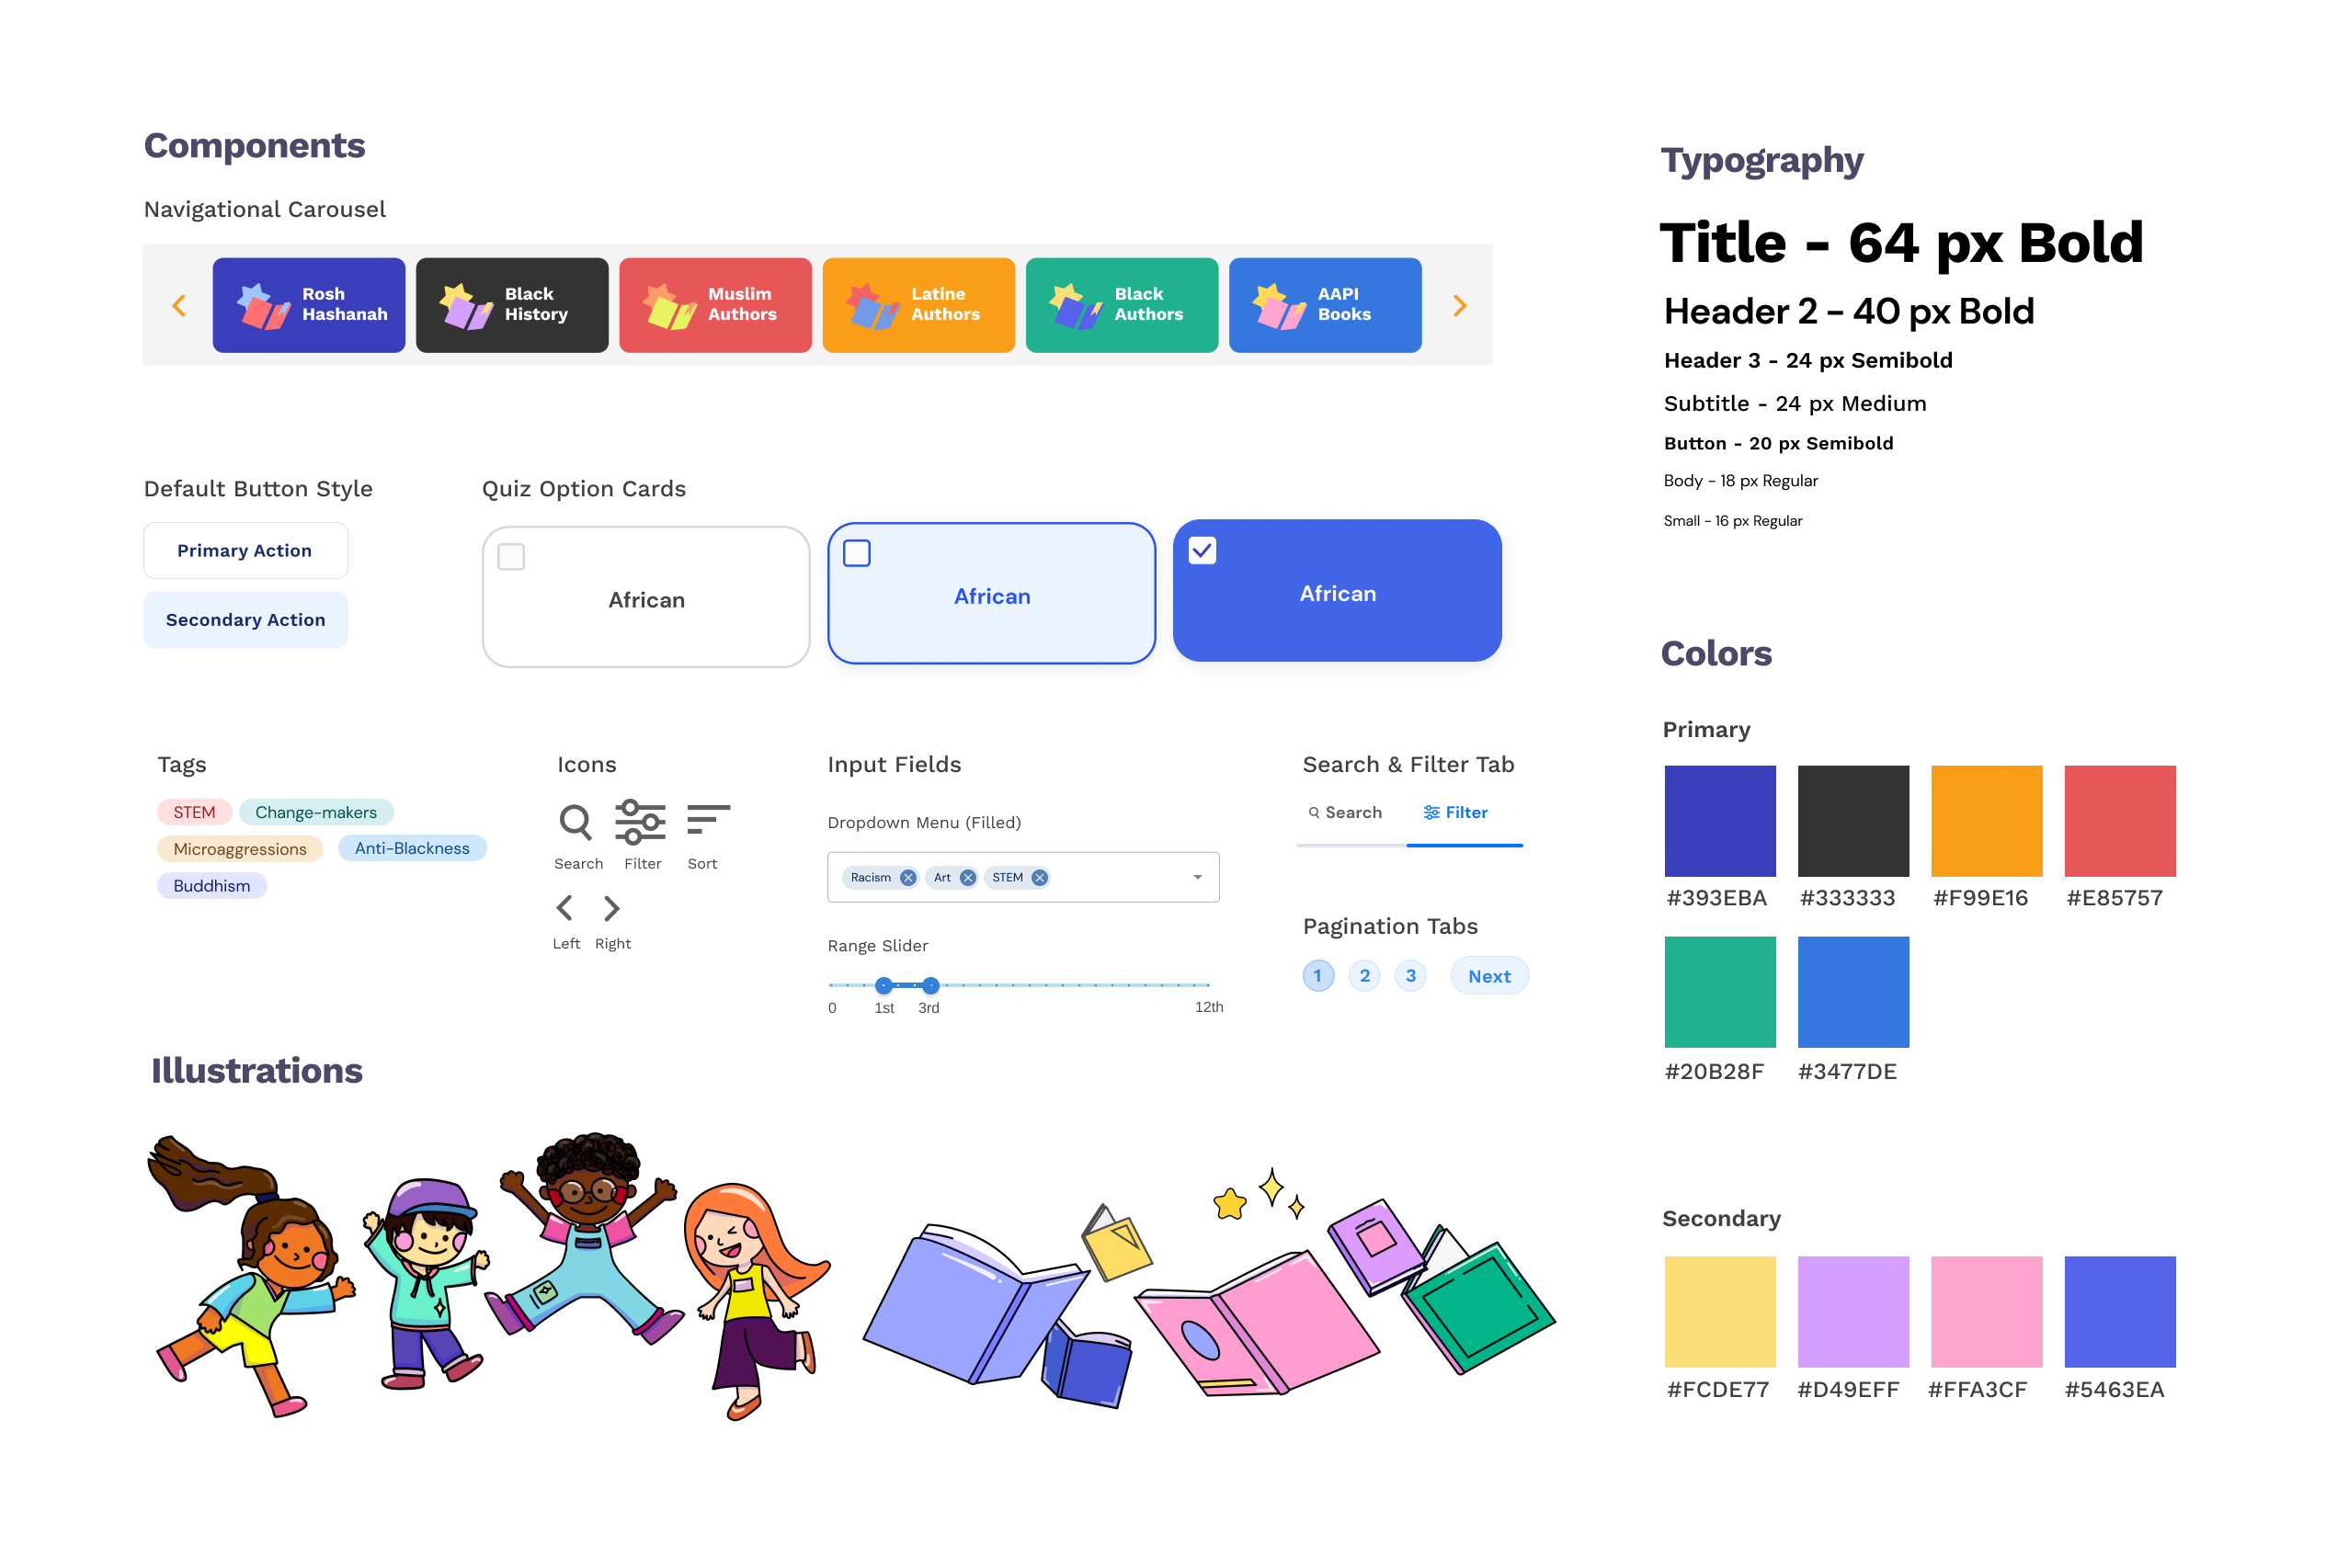 Components
Navigational Carousel
Rosh
Hashanah
Black
History
Muslim
Authors
Latine
Authors
Black
Authors
AAPI
Books
Default Button Style
Primary Action
Secondary Action
Quiz Option Cards
African
African
African
Tags
STEM
Change-makers
Microaggressions
Anti-Blackness
Buddhism
Icons
Search
Filter
Sort
Left
Right
Input Fields
Dropdown Menu (Filled)
Racism
Art
STEM
Range Slider
0
1st
3rd
12th
Search & Filter Tab
Search
Filter
Pagination Tabs
1
2
3
Next
Illustrations
Typography
Title - 64 px Bold
Header 2 - 40 px Bold
Header 3 - 24 px Semibold
Subtitle - 24 px Medium
Button - 20 px Semibold
Body - 18 px Regular
Small - 16 px Regular
Colors
Primary
#393EBA
#333333
#F99E16
#E85757
#20B28F
#3477DE
Secondary
#FCDE77
#D49EFF
#FFA3CF
#5463EA